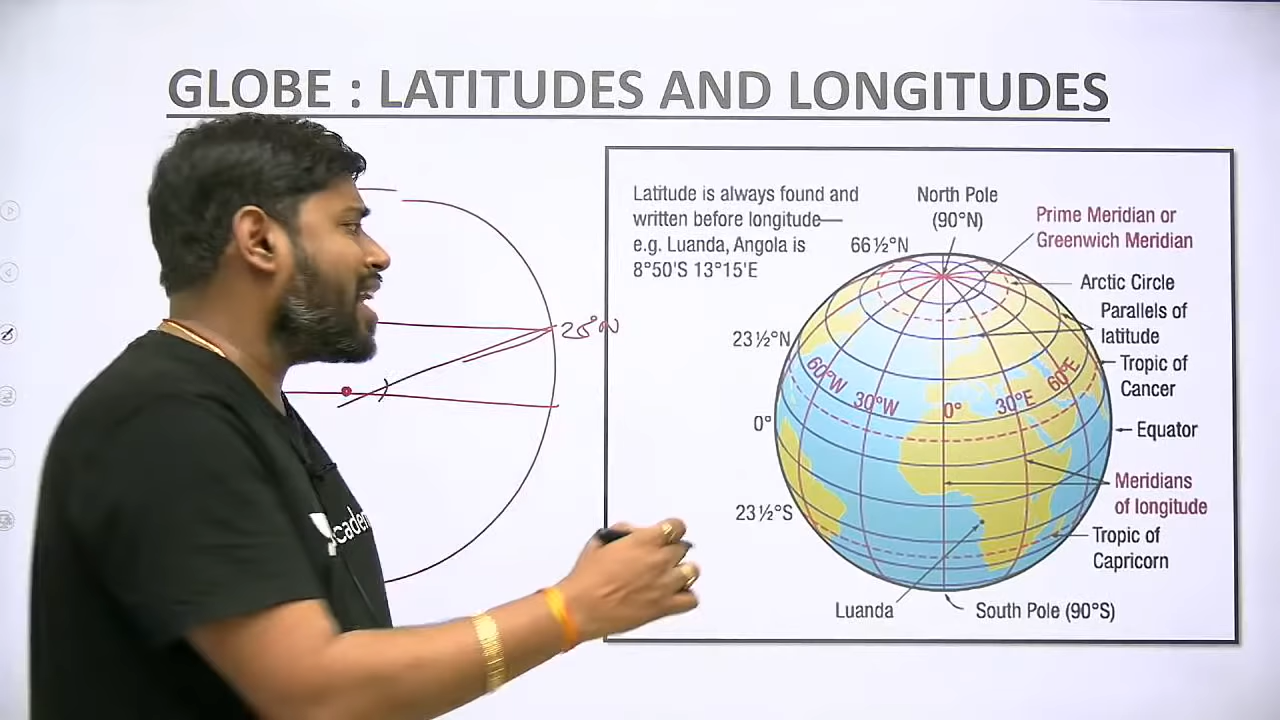 GLOBE : LATITUDES AND LONGITUDES
Latitude is always found and
written before longitude—
e.g. Luanda, Angola is
8°50'S 13°15'E
North Pole
(90°N)
Prime Meridian or
Greenwich Meridian
66½°N
Arctic Circle
Parallels of
latitude
23½°N
Tropic of
Cancer
60°W
30°W
0°
30°E
60°E
0°
Equator
Meridians
of longitude
23½°S
Tropic of
Capricorn
Luanda
South Pole (90°S)